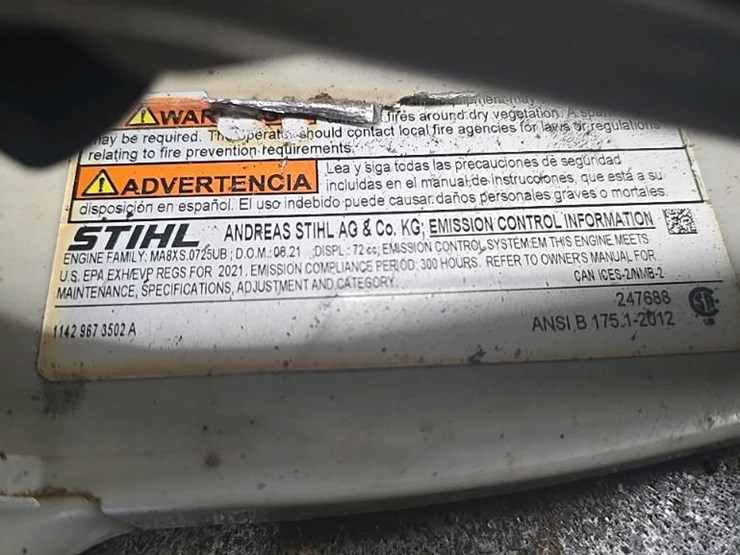 WAR
fires around dry vegetation. A spark
may be required. The operator should contact local fire agencies for laws or regulations
relating to fire prevention requirements.
ADVERTENCIA
Lea y siga todas las precauciones de seguridad
incluidas en el manual de instrucciones, que está a su
disposición en español. El uso indebido puede causar daños personales graves o mortales.
STIHL ANDREAS STIHL AG & Co. KG; EMISSION CONTROL INFORMATION
ENGINE FAMILY: MA8XS.0725UB ; D.O.M.: 08.21 ; DISPL.: 72 cc; EMISSION CONTROL SYSTEM:EM THIS ENGINE MEETS
U.S. EPA EXH/EVP REGS FOR 2021. EMISSION COMPLIANCE PERIOD: 300 HOURS. REFER TO OWNERS MANUAL FOR
MAINTENANCE, SPECIFICATIONS, ADJUSTMENT AND CATEGORY.
CAN ICES-2/NMB-2
247688
1142 967 3502 A
ANSI B 175.1-2012